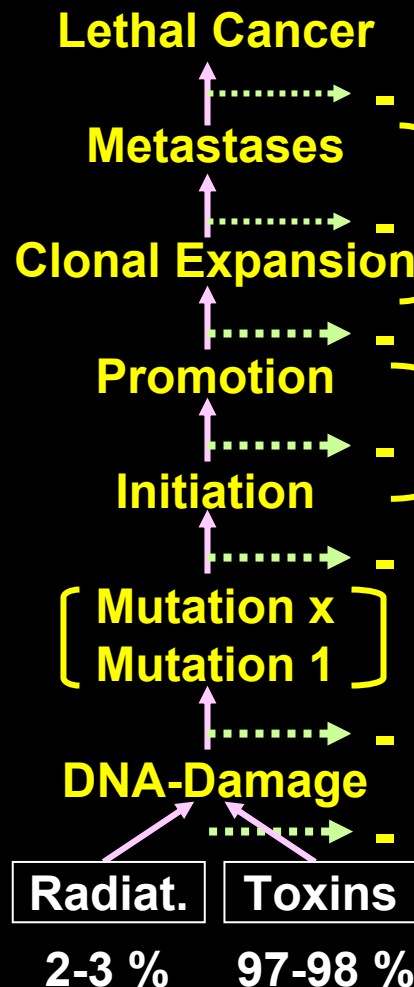 Lethal Cancer
-
Metastases
-
Clonal Expansion
-
Promotion
-
Initiation
-
Mutation x
Mutation 1
-
DNA-Damage
-
Radiat. Toxins
2-3 % 97-98 %